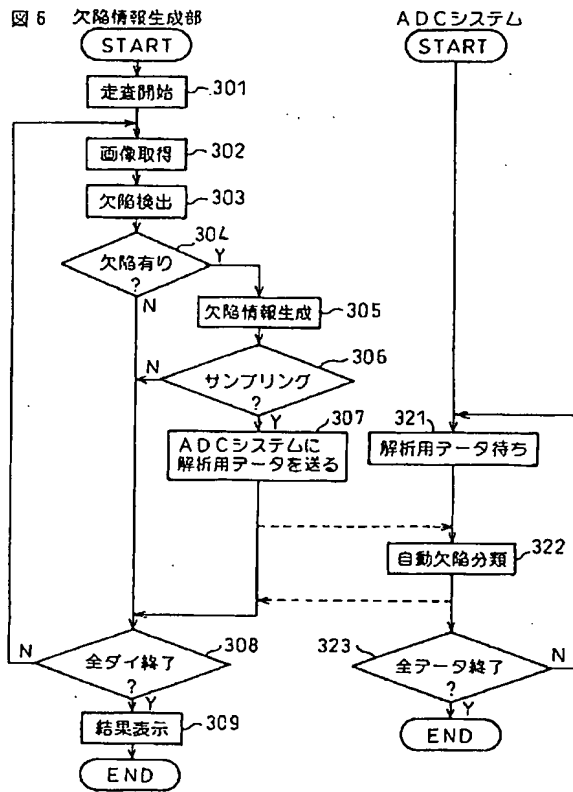 図6 欠陥情報生成部
START
走査開始
301
画像取得
302
欠陥検出
303
欠陥有り
?
304
Y
N
欠陥情報生成
305
サンプリング
?
306
N
Y
ADCシステムに
解析用データを送る
307
全ダイ終了
?
308
N
Y
結果表示
309
END
ADCシステム
START
321
解析用データ待ち
自動欠陥分類
322
323
全データ終了
?
N
Y
END